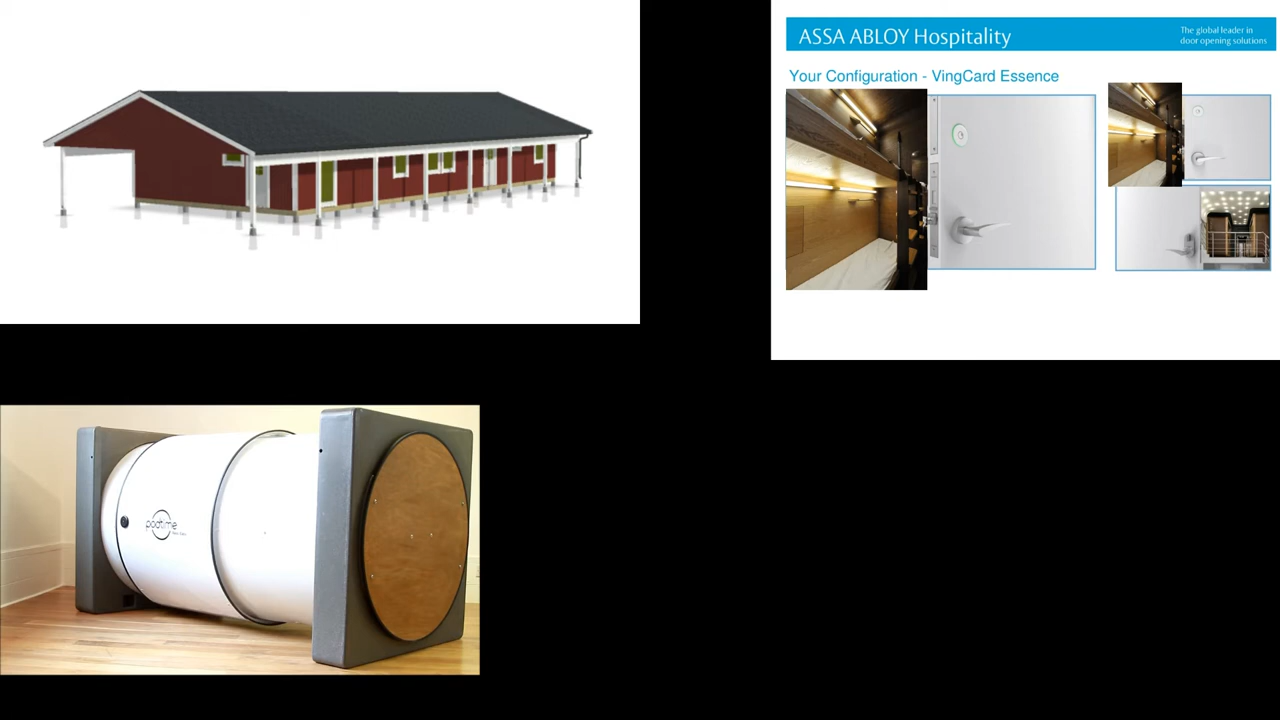 ASSA ABLOY Hospitality
The global leader in
door opening solutions
Your Configuration - VingCard Essence
podtime